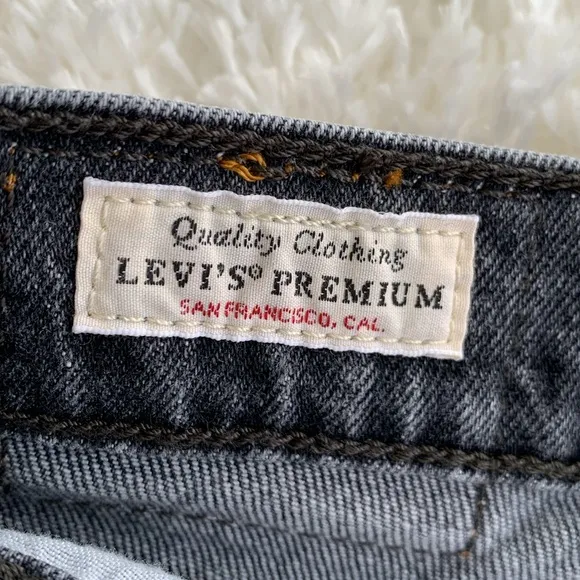 Quality Clothing
LEVI'S® PREMIUM
SAN FRANCISCO, CAL.